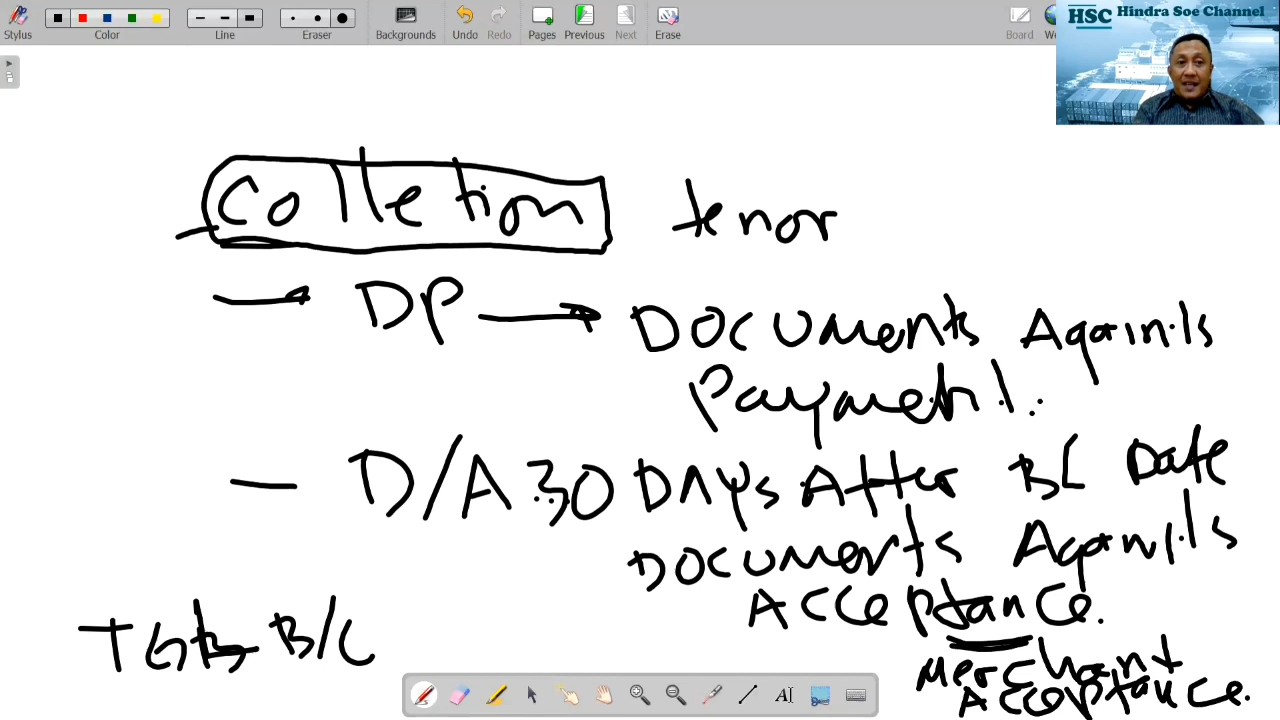 Stylus
Color
Line
Eraser
Backgrounds
Undo
Redo
Pages
Previous
Next
Erase
Board
HSC Hindra Soe Channel
Colletion tenor
DP Documents Againts
Payment.
D/A 30 Days After BL Date
Documents Againts
Acceptance.
Merchant
Acceptance.
B/L